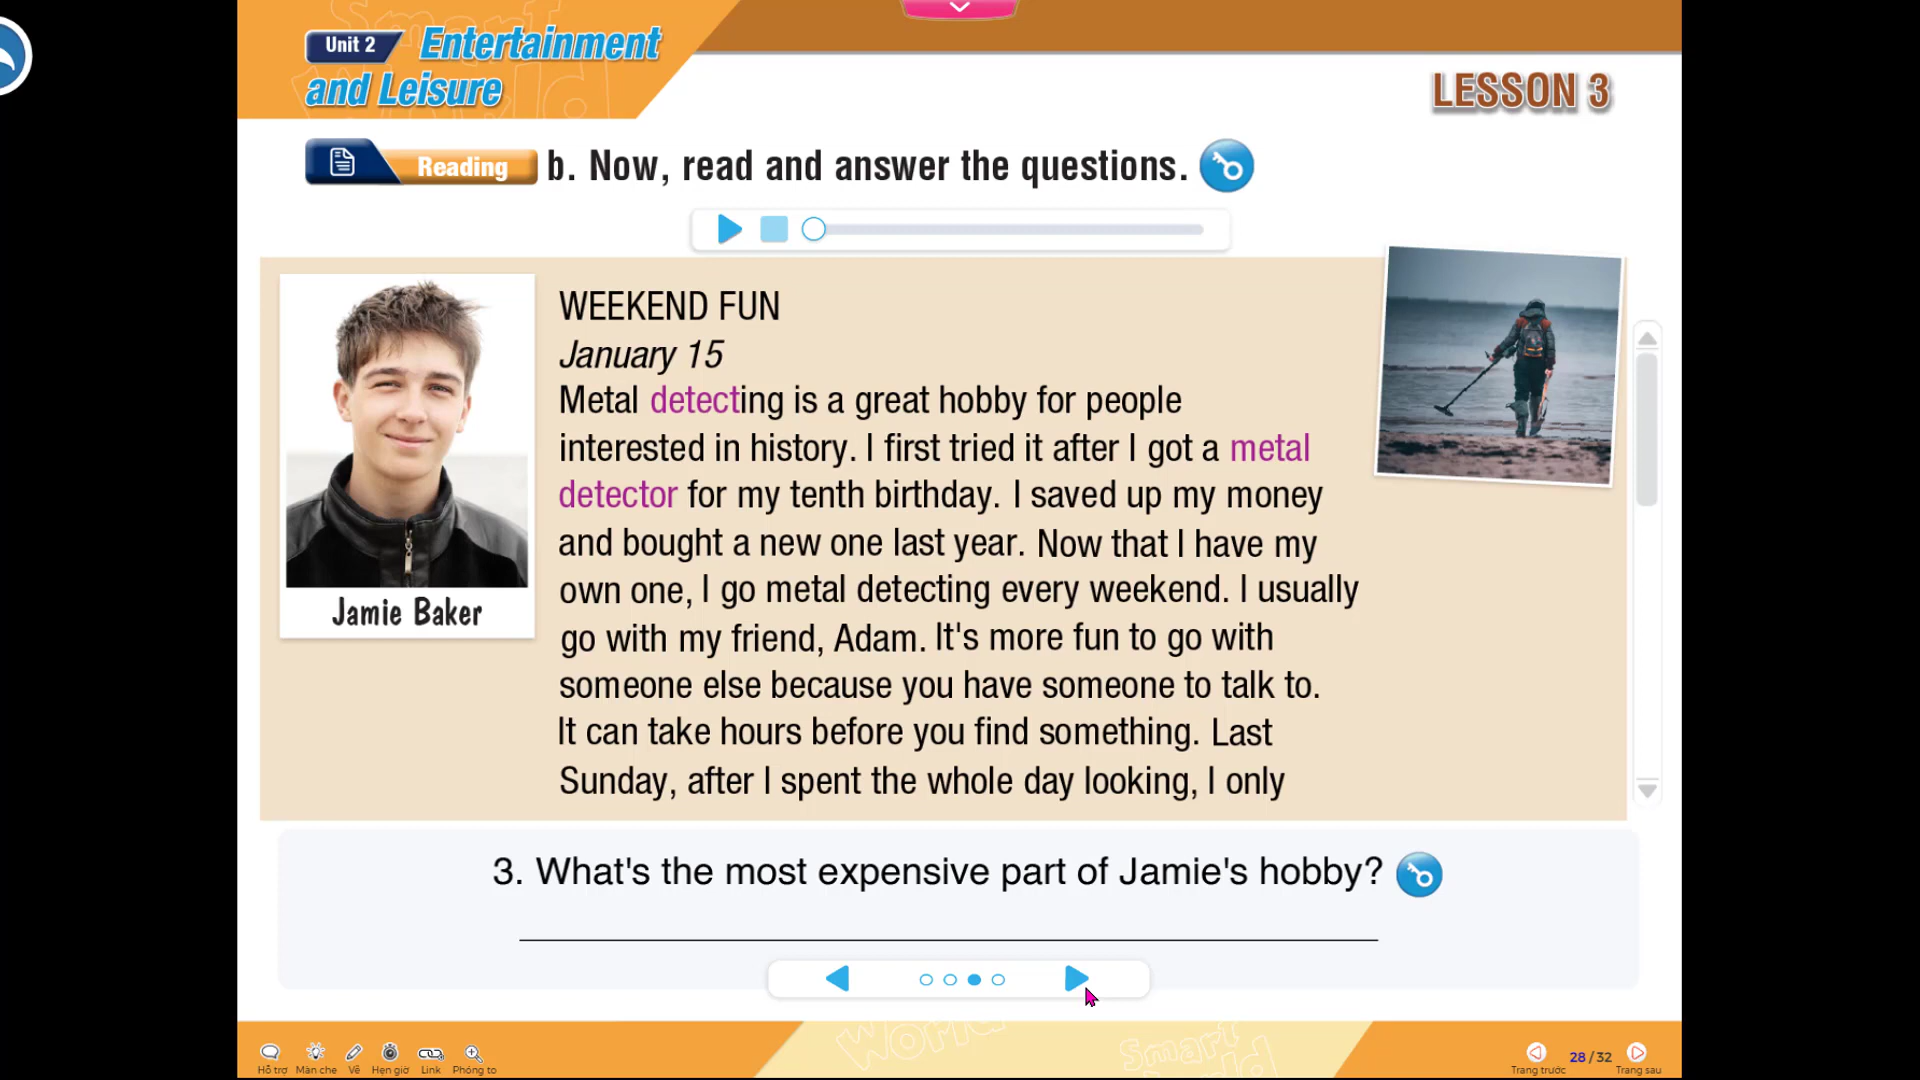 Unit 2
Entertainment
and Leisure
LESSON 3
Reading
b. Now, read and answer the questions.
WEEKEND FUN
January 15
Metal detecting is a great hobby for people
interested in history. I first tried it after I got a metal
detector for my tenth birthday. I saved up my money
and bought a new one last year. Now that I have my
own one, I go metal detecting every weekend. I usually
go with my friend, Adam. It's more fun to go with
someone else because you have someone to talk to.
It can take hours before you find something. Last
Sunday, after I spent the whole day looking, I only
Jamie Baker
3. What's the most expensive part of Jamie's hobby?
World
Smart
World
Hỗ trợ
Màn che
Vẽ
Hẹn giờ
Link
Phóng to
Trang trước
28 / 32
Trang sau